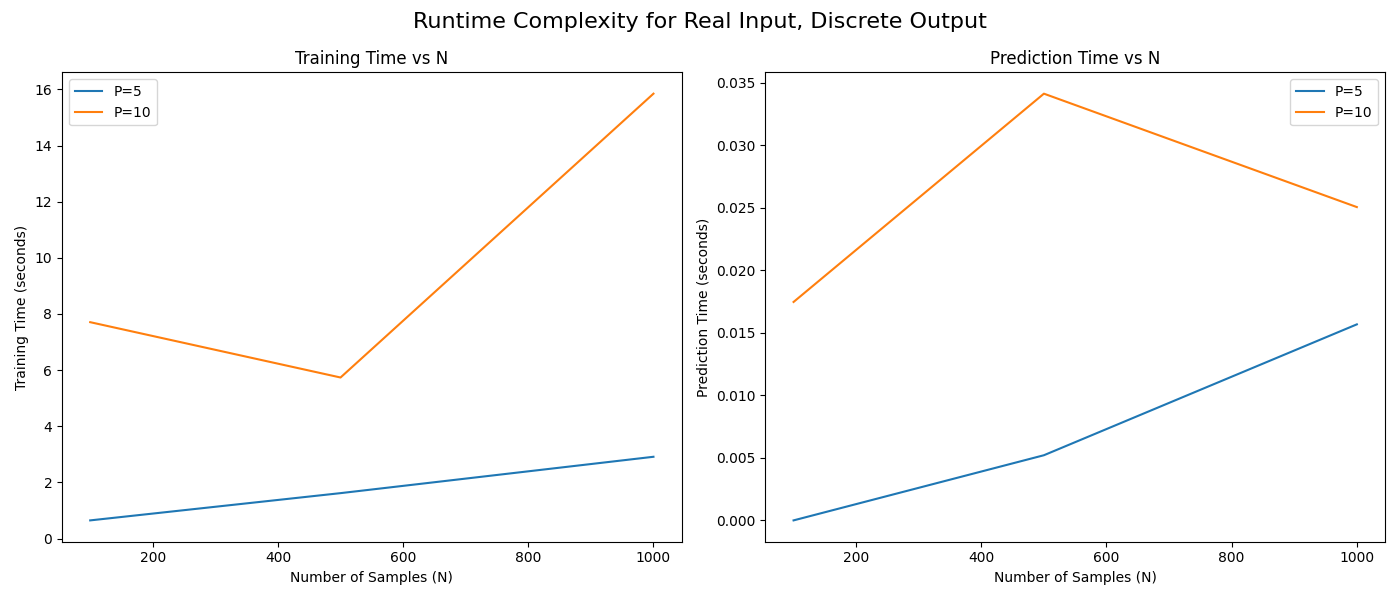 Runtime Complexity for Real Input, Discrete Output
Training Time vs N
16
14
12
10
8
6
4
2
0
200
400
600
800
1000
Training Time (seconds)
Number of Samples (N)
P=5
P=10
Prediction Time vs N
0.035
0.030
0.025
0.020
0.015
0.010
0.005
0.000
200
400
600
800
1000
Prediction Time (seconds)
Number of Samples (N)
P=5
P=10